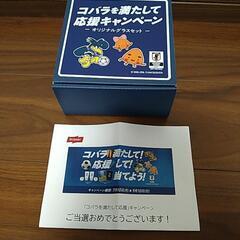 コバラを満たして
応援キャンペーン
オリジナルグラスセット
コバラ満たして!
応援して!
当てよう!
「コバラを満たして応援」キャンペーン
ご当選おめでとうございます!